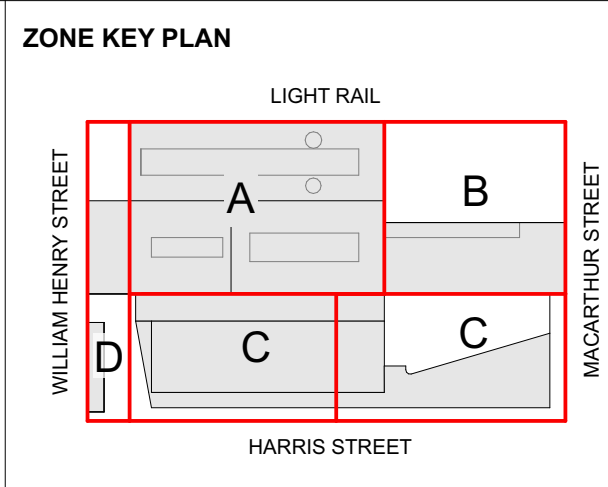 ZONE KEY PLAN
LIGHT RAIL
WILLIAM HENRY STREET
A
B
MACARTHUR STREET
D
C
C
HARRIS STREET